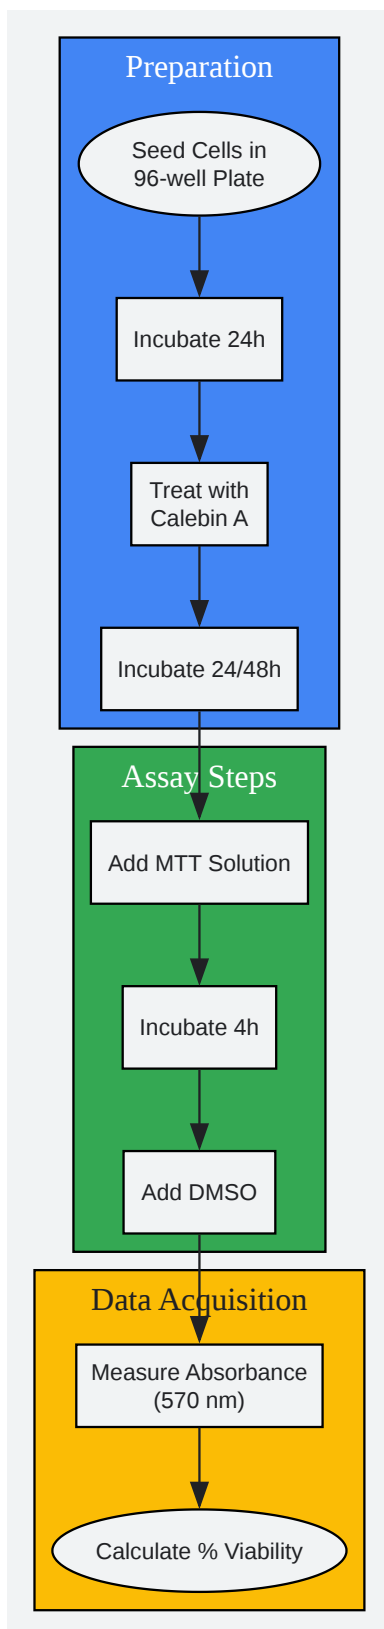 Preparation
Seed Cells in
96-well Plate
Incubate 24h
Treat with
Calebin A
Incubate 24/48h
Assay Steps
Add MTT Solution
Incubate 4h
Add DMSO
Data Acquisition
Measure Absorbance
(570 nm)
Calculate % Viability